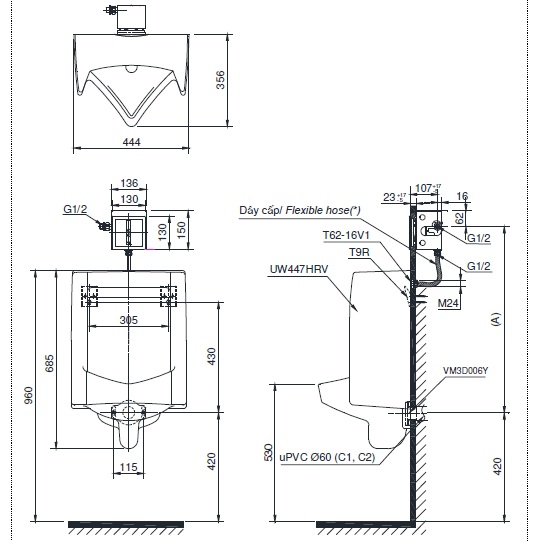 356
444
136
130
G1/2
130
150
107 +17 -5
23 +17 -5
16
62
Dây cấp/ Flexible hose(*)
G1/2
T62-16V1
T9R
G1/2
UW447HRV
M24
305
685
960
430
(A)
VM3D006Y
530
420
420
uPVC Ø60 (C1, C2)
115